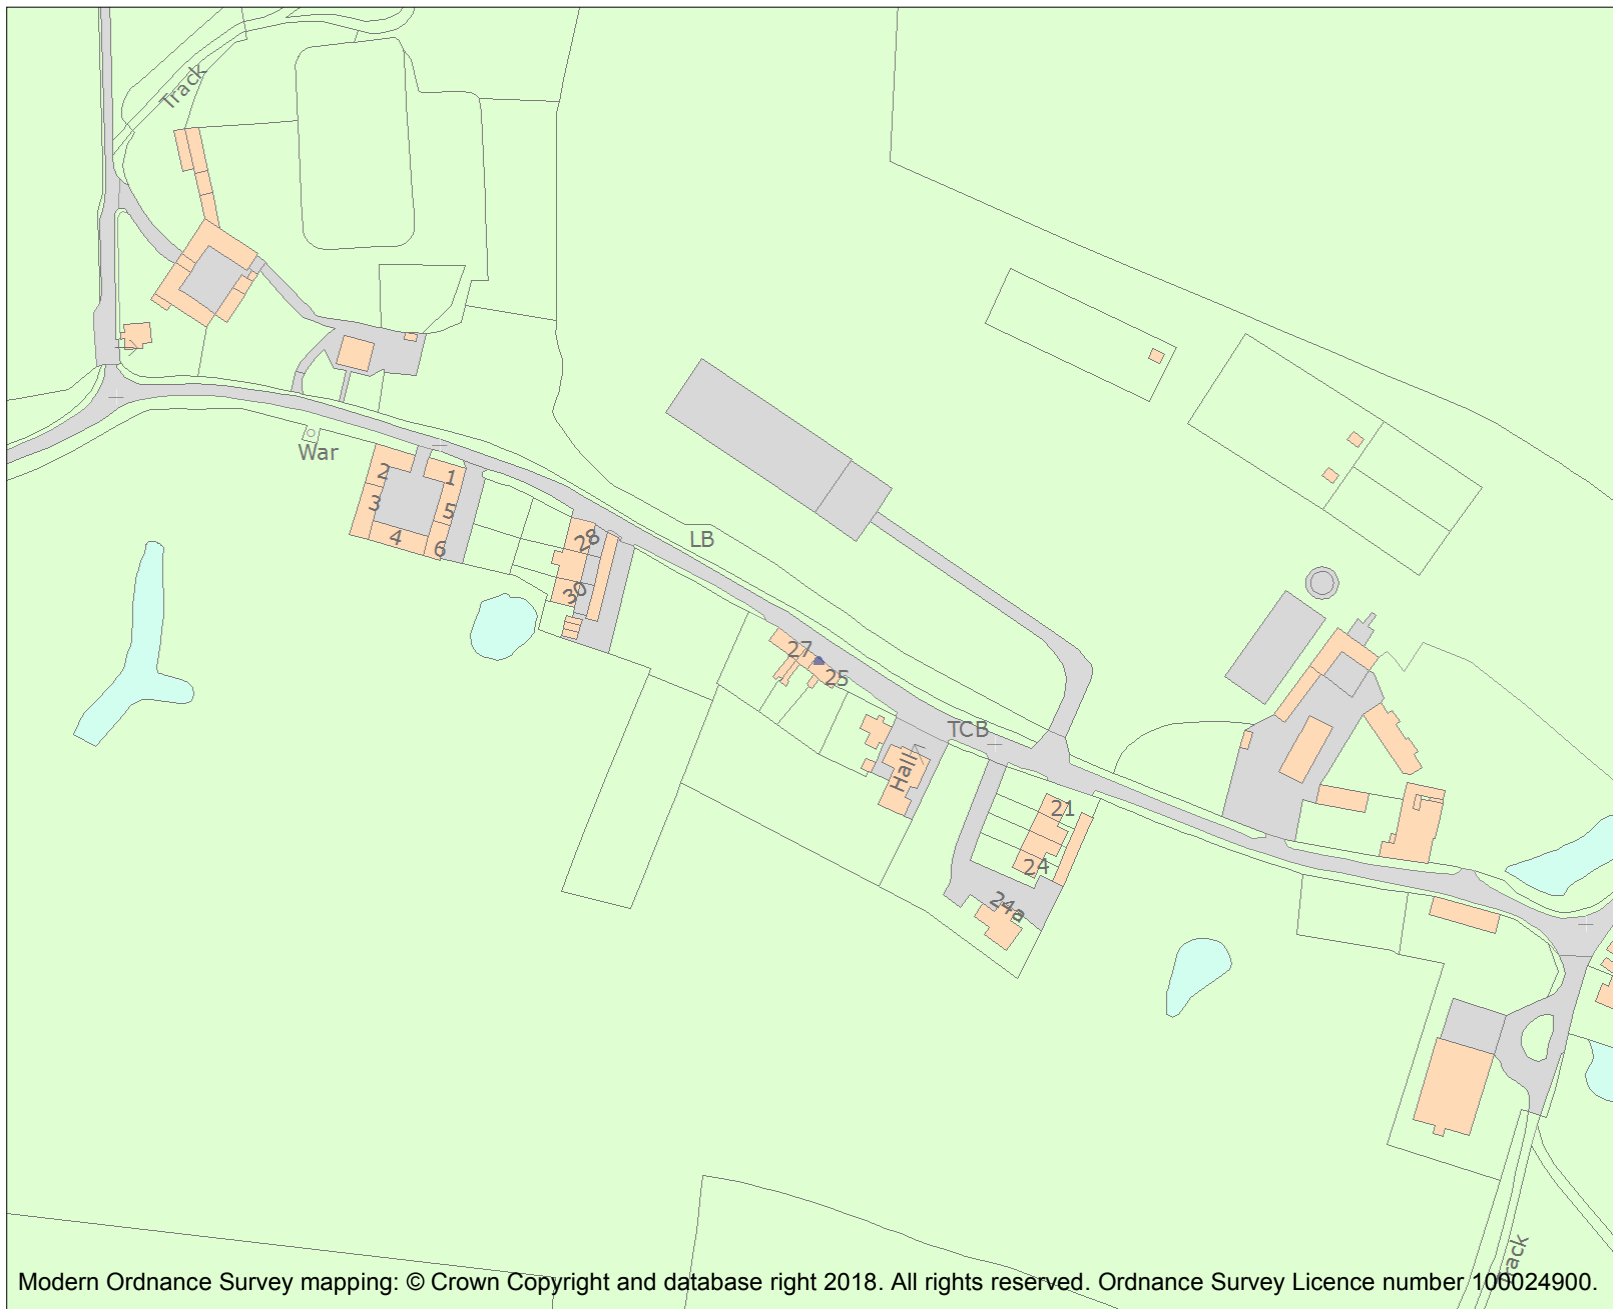 Track
War
2
1
3
5
4
6
28
30
LB
27
25
TCB
Hall
21
24
24a
Track
Modern Ordnance Survey mapping: © Crown Copyright and database right 2018. All rights reserved. Ordnance Survey Licence number 100024900.